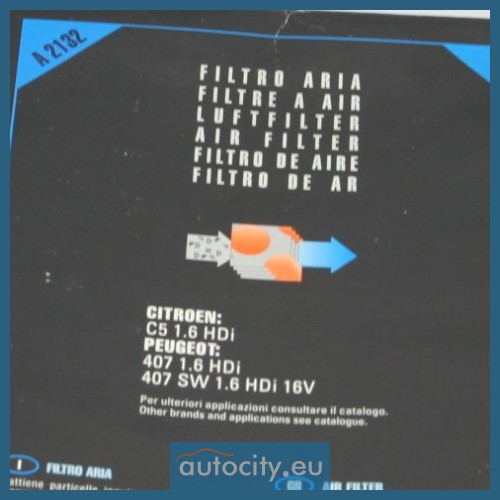 A 2132
FILTRO ARIA
FILTRE A AIR
LUFTFILTER
AIR FILTER
FILTRO DE AIRE
FILTRO DE AR
CITROEN:
C5 1.6 HDi
PEUGEOT:
407 1.6 HDi
407 SW 1.6 HDi 16V
Per ulteriori applicazioni consultare il catalogo.
Other brands and applications see catalogue.
autocity.eu
I FILTRO ARIA
GB AIR FILTER
particelle